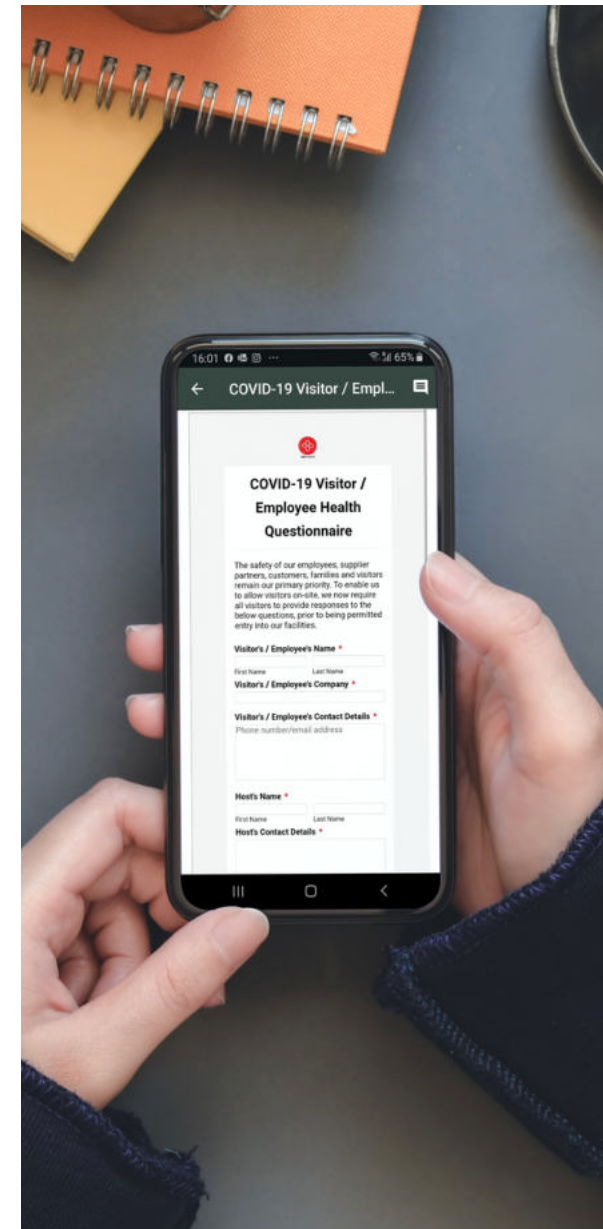 16:01
65%
COVID-19 Visitor / Empl...
COVID-19 Visitor /
Employee Health
Questionnaire
The safety of our employees, supplier
partners, customers, families and visitors
remain our primary priority. To enable us
to allow visitors on-site, we now require
all visitors to provide responses to the
below questions, prior to being permitted
entry into our facilities.
Visitor's / Employee's Name *
First Name Last Name
Visitor's / Employee's Company *
Visitor's / Employee's Contact Details *
Phone number/email address
Host's Name *
First Name Last Name
Host's Contact Details *